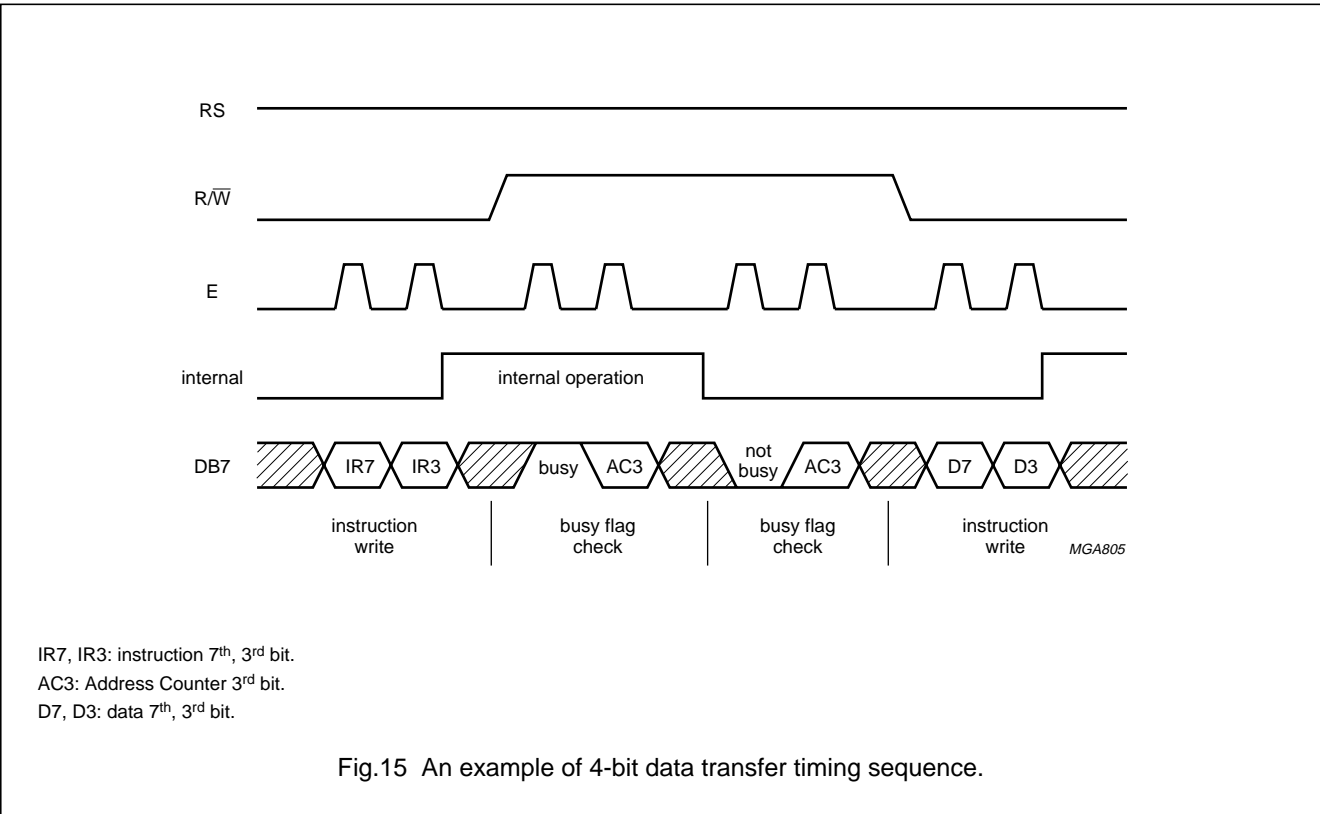 RS
R/W̅
E
internal
internal operation
DB7
IR7 IR3 busy AC3 not busy AC3 D7 D3
instruction write
busy flag check
busy flag check
instruction write
MGA805
IR7, IR3: instruction 7th, 3rd bit.
AC3: Address Counter 3rd bit.
D7, D3: data 7th, 3rd bit.
Fig.15 An example of 4-bit data transfer timing sequence.